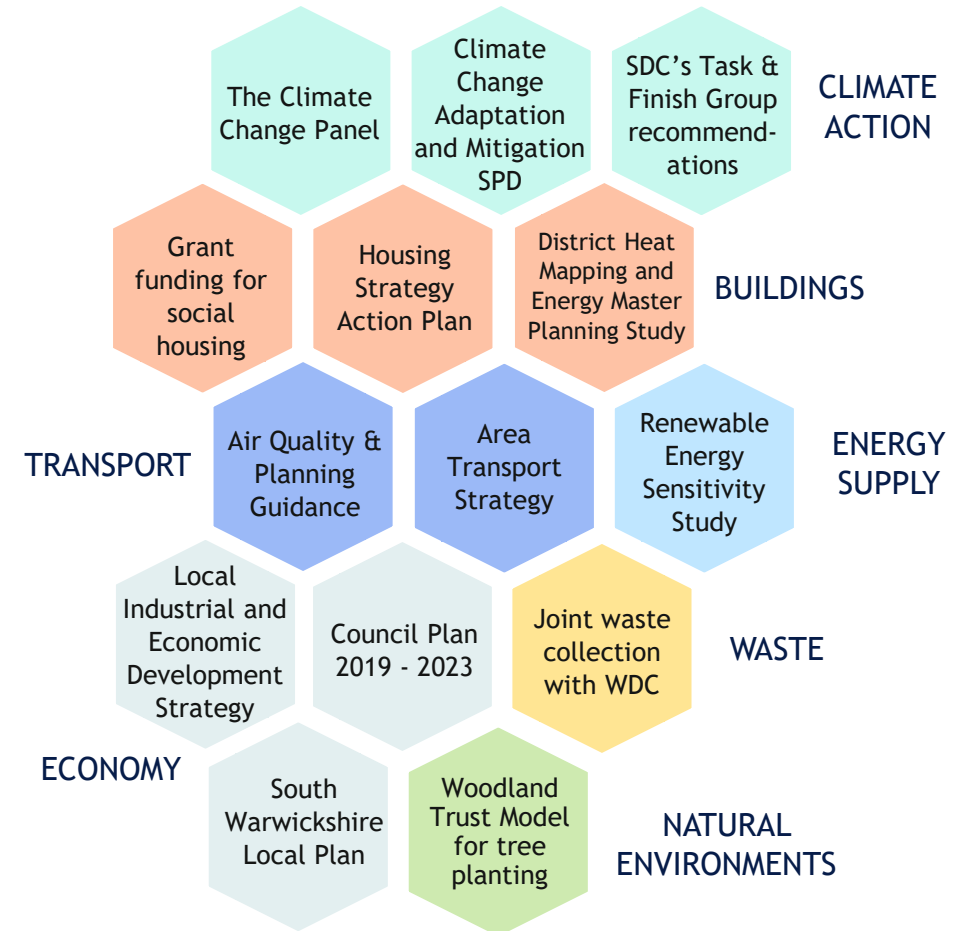 The Climate
Change Panel
Climate
Change
Adaptation
and Mitigation
SPD
SDC’s Task &
Finish Group
recommend-
ations
CLIMATE
ACTION
Grant
funding for
social
housing
Housing
Strategy
Action Plan
District Heat
Mapping and
Energy Master
Planning Study
BUILDINGS
TRANSPORT
Air Quality &
Planning
Guidance
Area
Transport
Strategy
Renewable
Energy
Sensitivity
Study
ENERGY
SUPPLY
Local
Industrial and
Economic
Development
Strategy
Council Plan
2019 - 2023
Joint waste
collection
with WDC
WASTE
ECONOMY
South
Warwickshire
Local Plan
Woodland
Trust Model
for tree
planting
NATURAL
ENVIRONMENTS